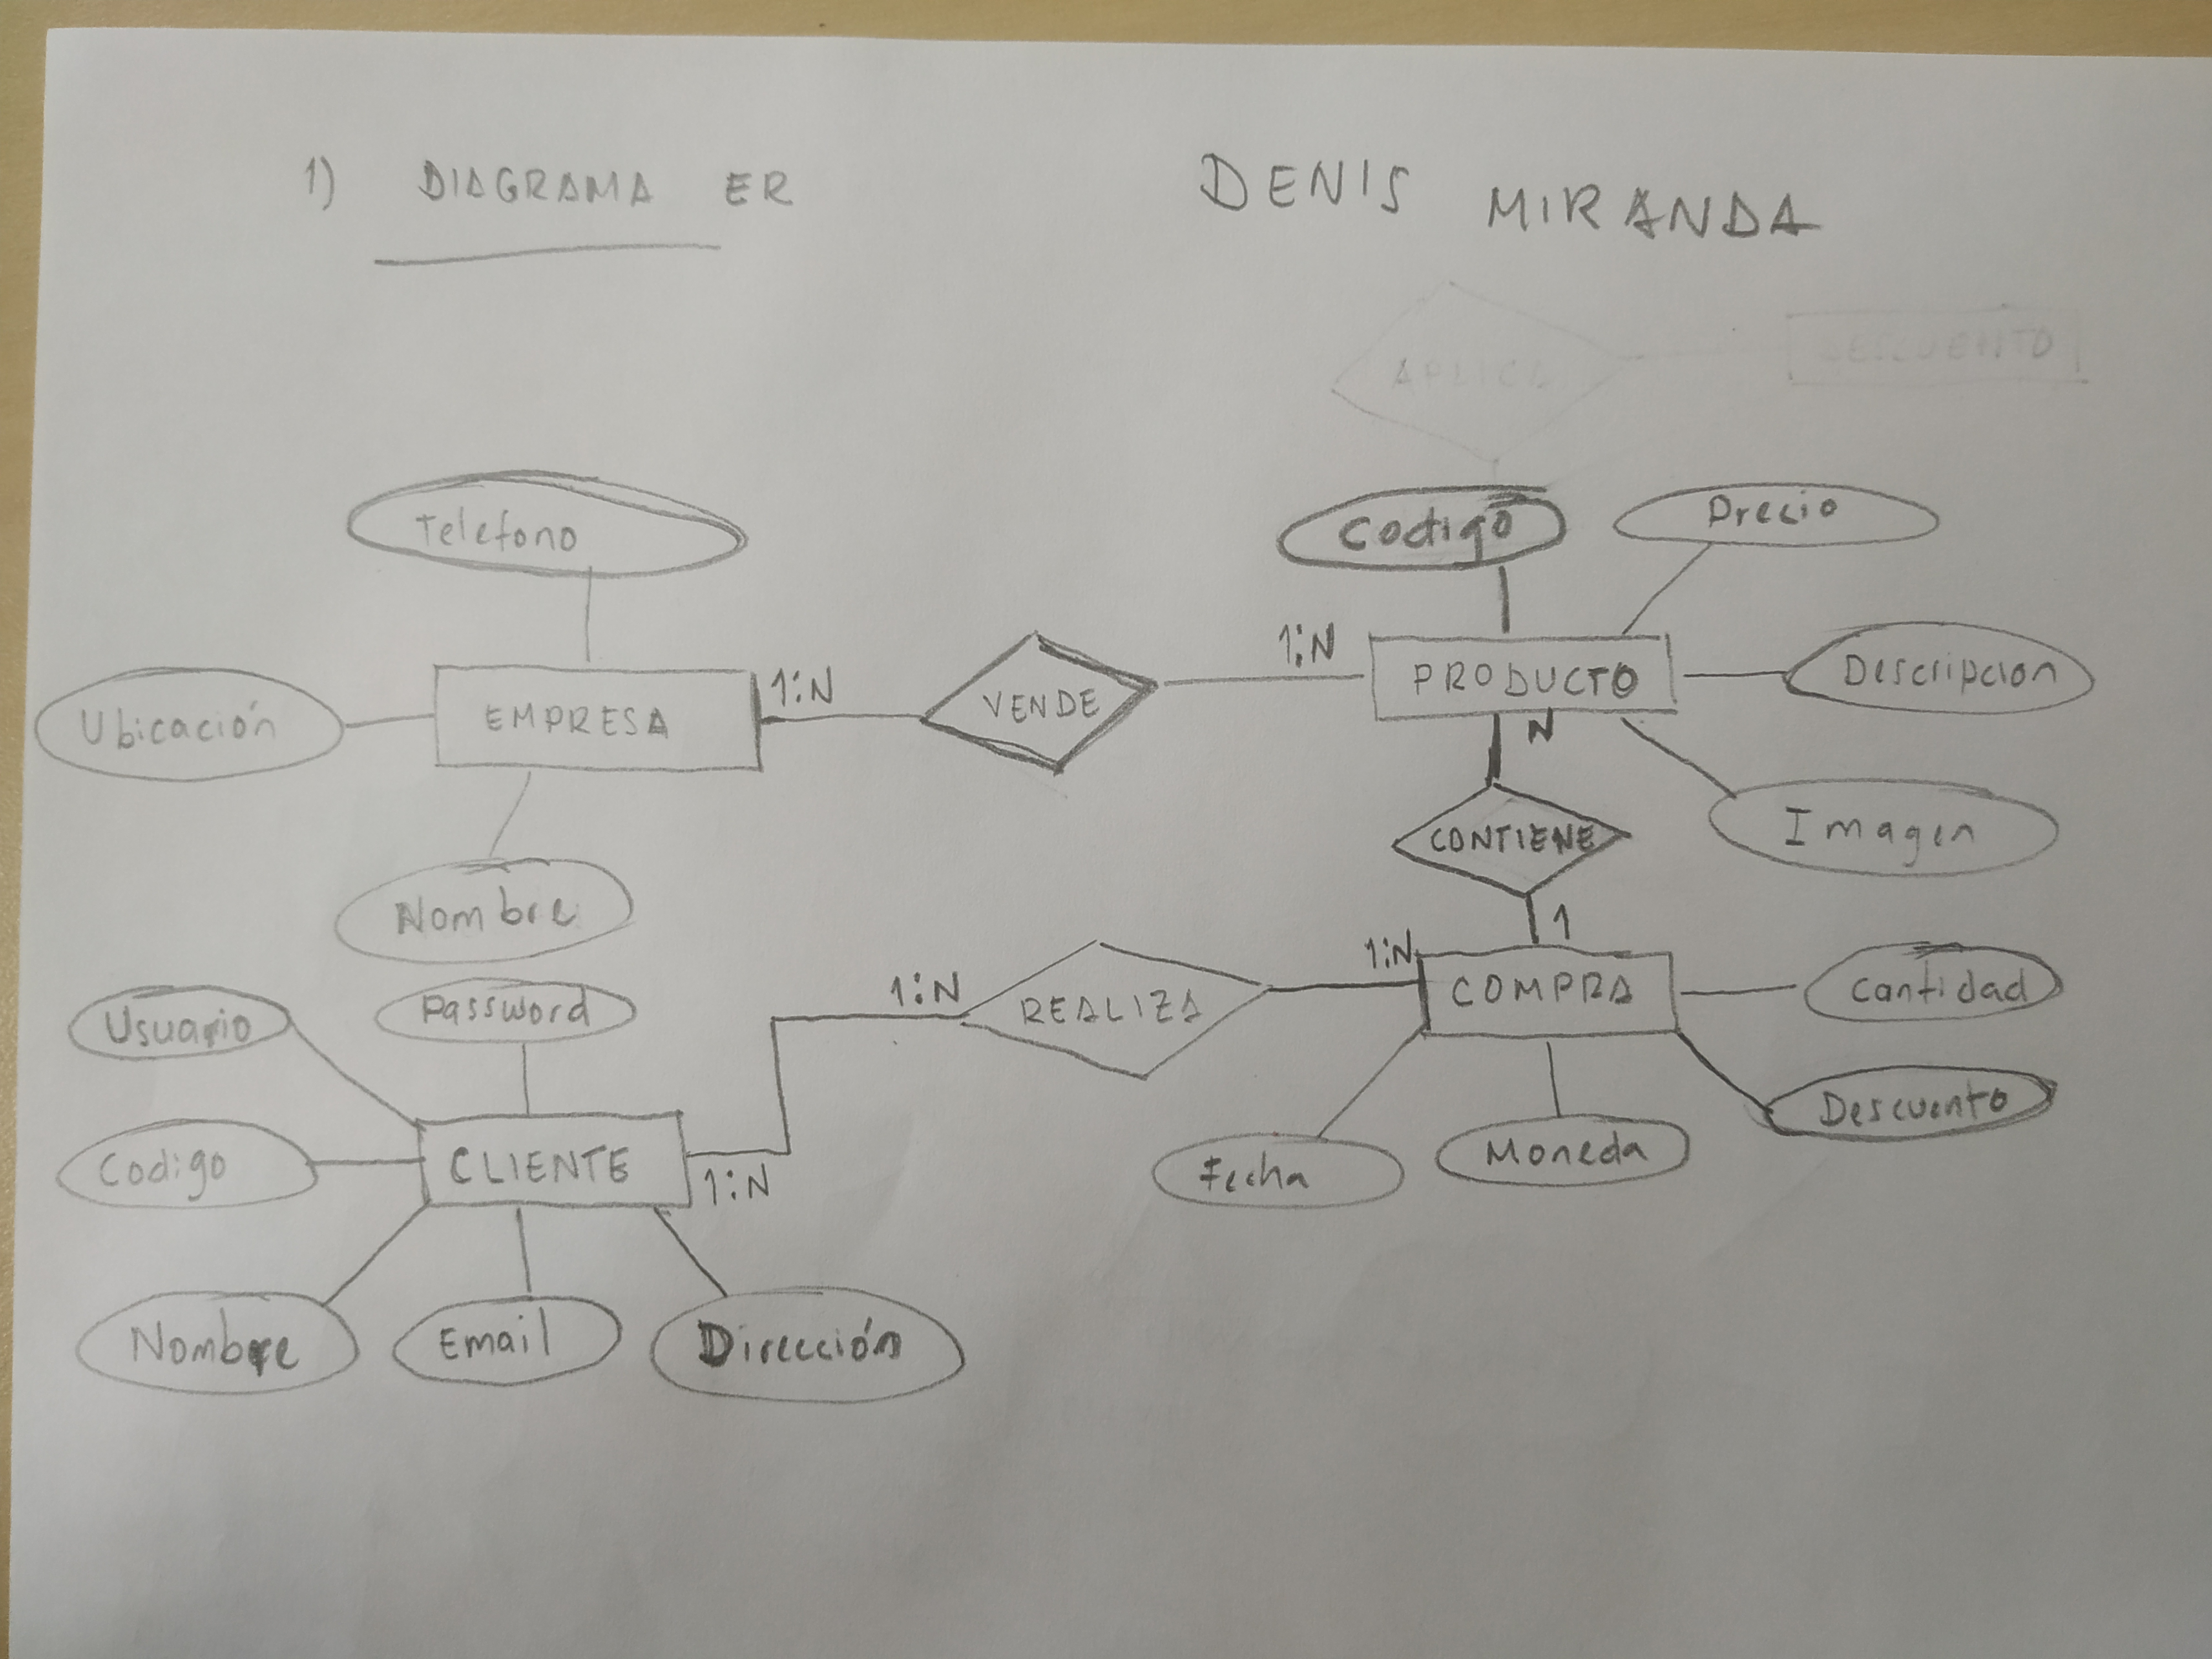 1) DIAGRAMA ER
DENIS MIRANDA
APLICA
DESCUENTO
Telefono
Codigo
Precio
Ubicación
EMPRESA
1:N
VENDE
1:N
PRODUCTO
Descripcion
N
Imagen
CONTIENE
Nombre
1
1:N
Usuario
Password
1:N
REALIZA
COMPRA
Cantidad
Descuento
Codigo
CLIENTE
1:N
Fecha
Moneda
Nombre
Email
Dirección